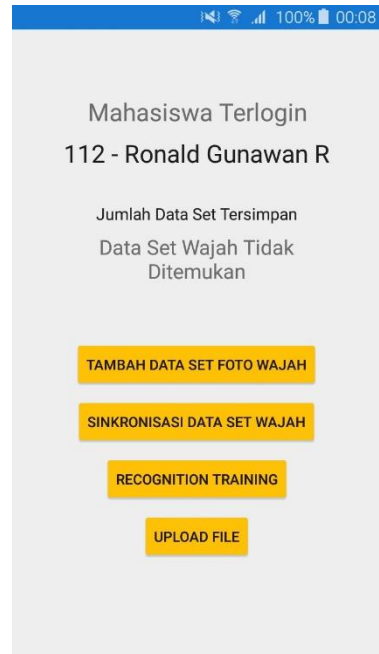 100% 00:08
Mahasiswa Terlogin
112 - Ronald Gunawan R
Jumlah Data Set Tersimpan
Data Set Wajah Tidak
Ditemukan
TAMBAH DATA SET FOTO WAJAH
SINKRONISASI DATA SET WAJAH
RECOGNITION TRAINING
UPLOAD FILE